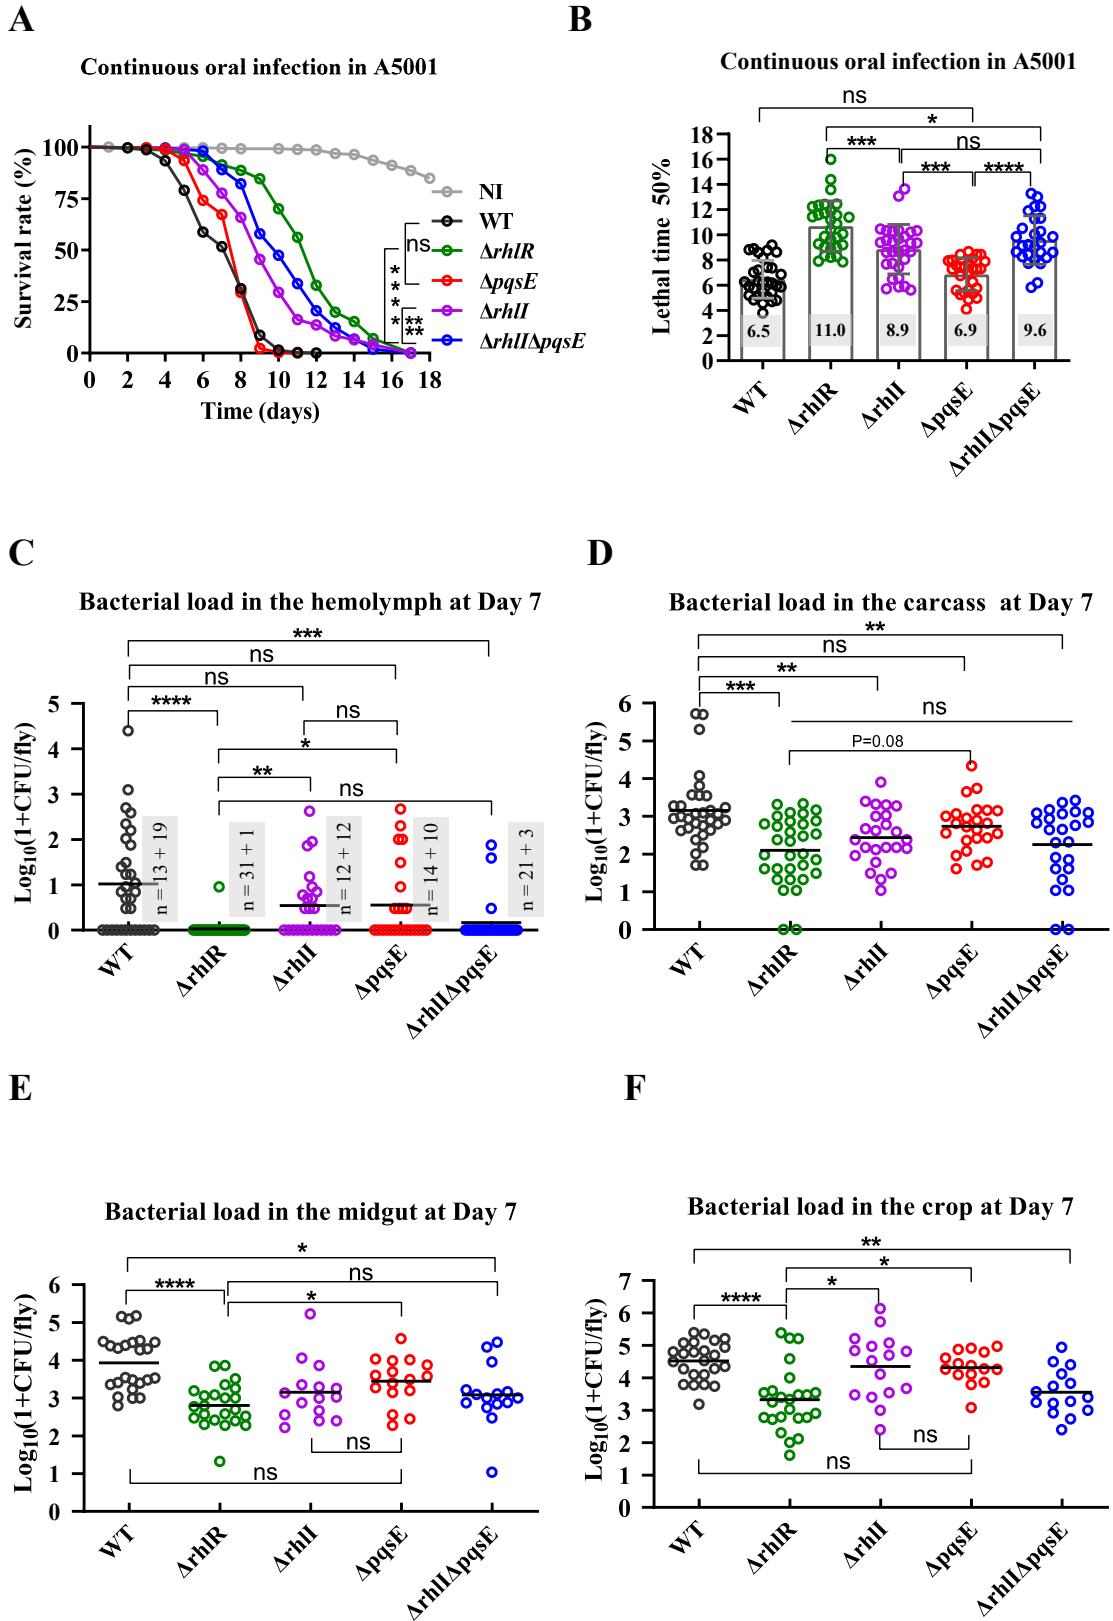 A
Continuous oral infection in A5001
Survival rate (%)
100
75
50
25
0
0 2 4 6 8 10 12 14 16 18
Time (days)
NI
WT
ΔrhlR
ΔpqsE
ΔrhlI
ΔrhlIΔpqsE
ns
****
****
B
Continuous oral infection in A5001
Lethal time 50%
18
16
14
12
10
8
6
4
2
0
ns
*
***
ns
***
****
6.5 11.0 8.9 6.9 9.6
WT ΔrhlR ΔrhlI ΔpqsE ΔrhlIΔpqsE
C
Bacterial load in the hemolymph at Day 7
Log10(1+CFU/fly)
5
4
3
2
1
0
***
ns
ns
****
ns
*
**
ns
n = 13 + 19
n = 31 + 1
n = 12 + 12
n = 14 + 10
n = 21 + 3
WT ΔrhlR ΔrhlI ΔpqsE ΔrhlIΔpqsE
D
Bacterial load in the carcass at Day 7
Log10(1+CFU/fly)
6
5
4
3
2
1
0
**
ns
**
***
ns
P=0.08
WT ΔrhlR ΔrhlI ΔpqsE ΔrhlIΔpqsE
E
Bacterial load in the midgut at Day 7
Log10(1+CFU/fly)
6
5
4
3
2
1
0
*
ns
****
*
ns
ns
WT ΔrhlR ΔrhlI ΔpqsE ΔrhlIΔpqsE
F
Bacterial load in the crop at Day 7
Log10(1+CFU/fly)
7
6
5
4
3
2
1
0
**
*
*
****
ns
ns
WT ΔrhlR ΔrhlI ΔpqsE ΔrhlIΔpqsE